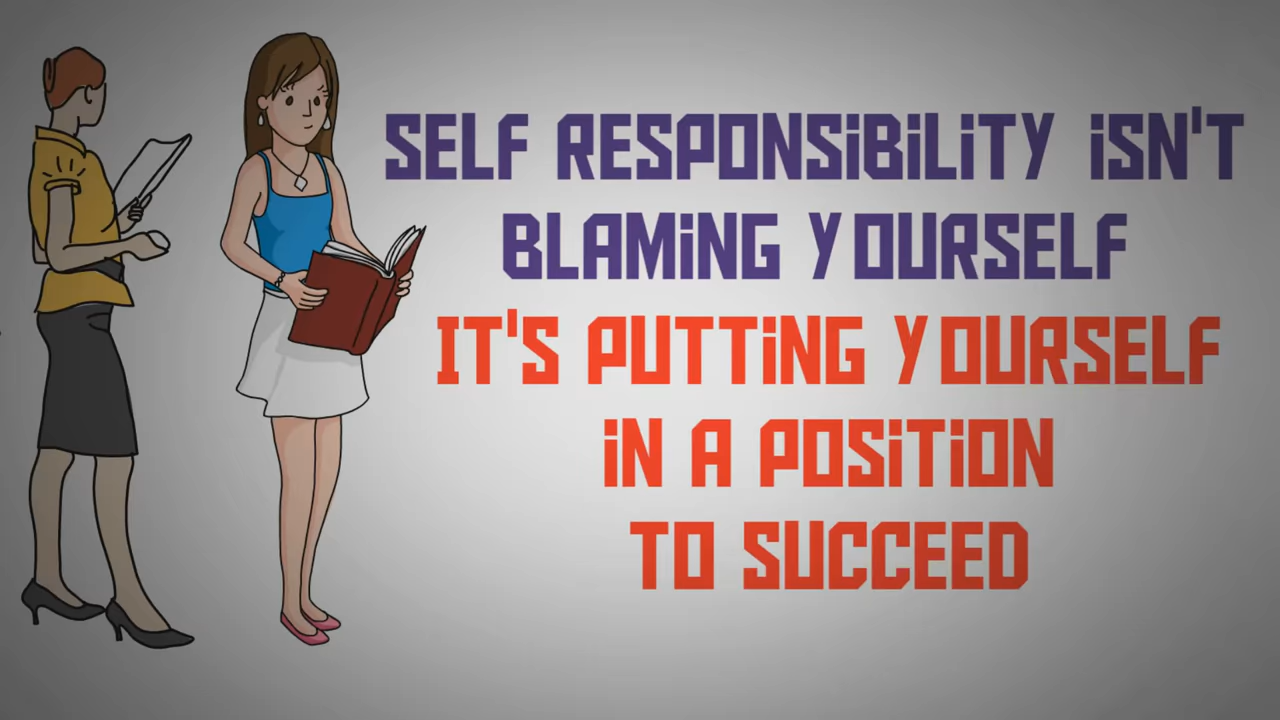 SELF RESPONSiBiLiTY iSN'T
BLAMiNG YOURSELF
IT'S PUTTiNG YOURSELF
iN A POSiTiON
TO SUCCEED